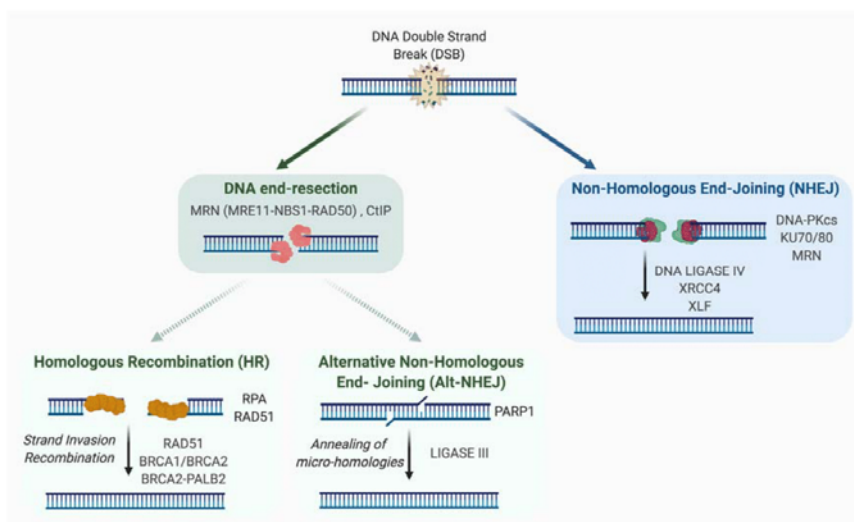 DNA Double Strand
Break (DSB)
DNA end-resection
MRN (MRE11-NBS1-RAD50) , CtIP
Non-Homologous End-Joining (NHEJ)
DNA-PKcs
KU70/80
MRN
DNA LIGASE IV
XRCC4
XLF
Homologous Recombination (HR)
RPA
RAD51
Strand Invasion
Recombination
RAD51
BRCA1/BRCA2
BRCA2-PALB2
Alternative Non-Homologous
End- Joining (Alt-NHEJ)
PARP1
Annealing of
micro-homologies
LIGASE III